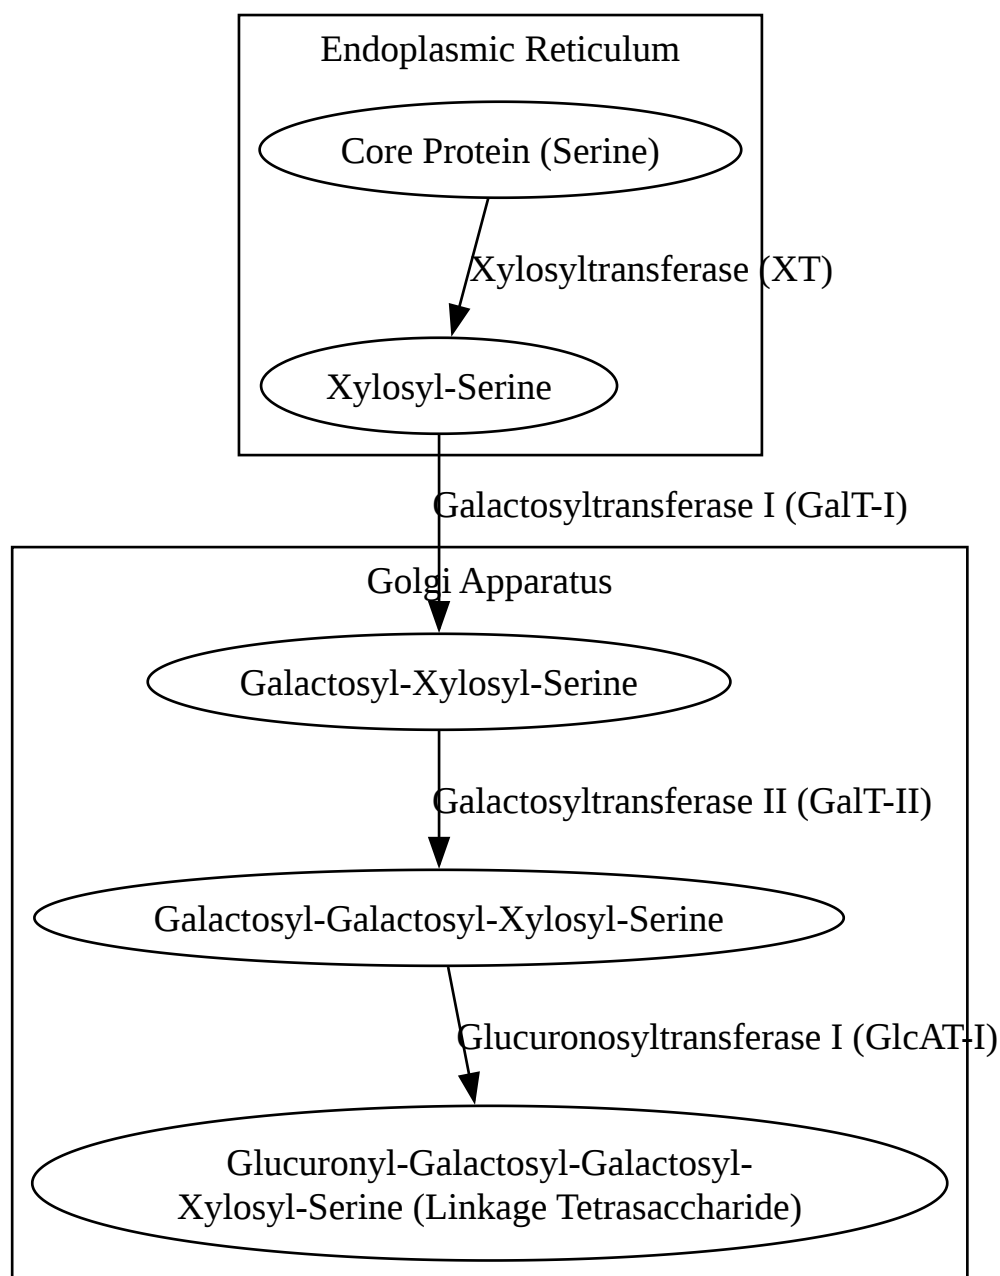 Endoplasmic Reticulum
Core Protein (Serine)
Xylosyltransferase (XT)
Xylosyl-Serine
Galactosyltransferase I (GalT-I)
Golgi Apparatus
Galactosyl-Xylosyl-Serine
Galactosyltransferase II (GalT-II)
Galactosyl-Galactosyl-Xylosyl-Serine
Glucuronosyltransferase I (GlcAT-I)
Glucuronyl-Galactosyl-Galactosyl-
Xylosyl-Serine (Linkage Tetrasaccharide)